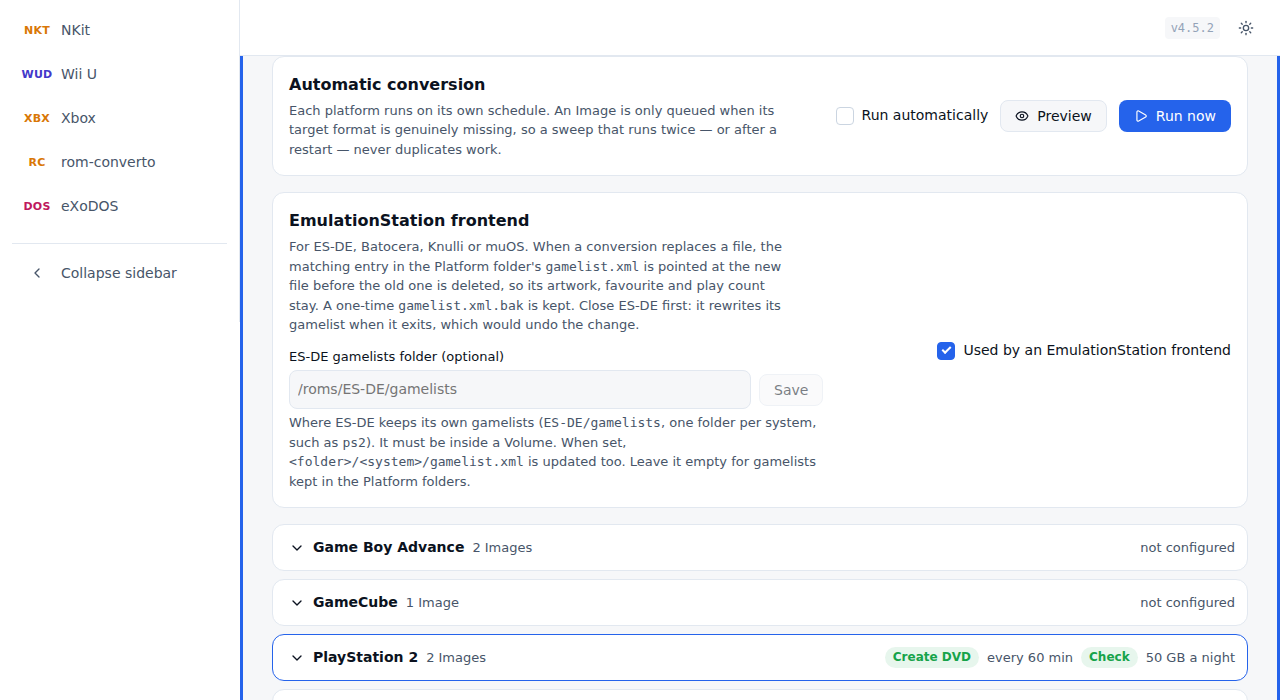 NKT NKit
WUD Wii U
XBX Xbox
RC rom-converto
DOS eXoDOS
Collapse sidebar
v4.5.2
Automatic conversion
Each platform runs on its own schedule. An Image is only queued when its
target format is genuinely missing, so a sweep that runs twice — or after a
restart — never duplicates work.
Run automatically
Preview
Run now
EmulationStation frontend
For ES-DE, Batocera, Knulli or muOS. When a conversion replaces a file, the
matching entry in the Platform folder's gamelist.xml is pointed at the new
file before the old one is deleted, so its artwork, favourite and play count
stay. A one-time gamelist.xml.bak is kept. Close ES-DE first: it rewrites its
gamelist when it exits, which would undo the change.
ES-DE gamelists folder (optional)
/roms/ES-DE/gamelists
Save
Where ES-DE keeps its own gamelists (ES-DE/gamelists, one folder per system,
such as ps2). It must be inside a Volume. When set,
<folder>/<system>/gamelist.xml is updated too. Leave it empty for gamelists
kept in the Platform folders.
Used by an EmulationStation frontend
Game Boy Advance 2 Images not configured
GameCube 1 Image not configured
PlayStation 2 2 Images Create DVD every 60 min Check 50 GB a night